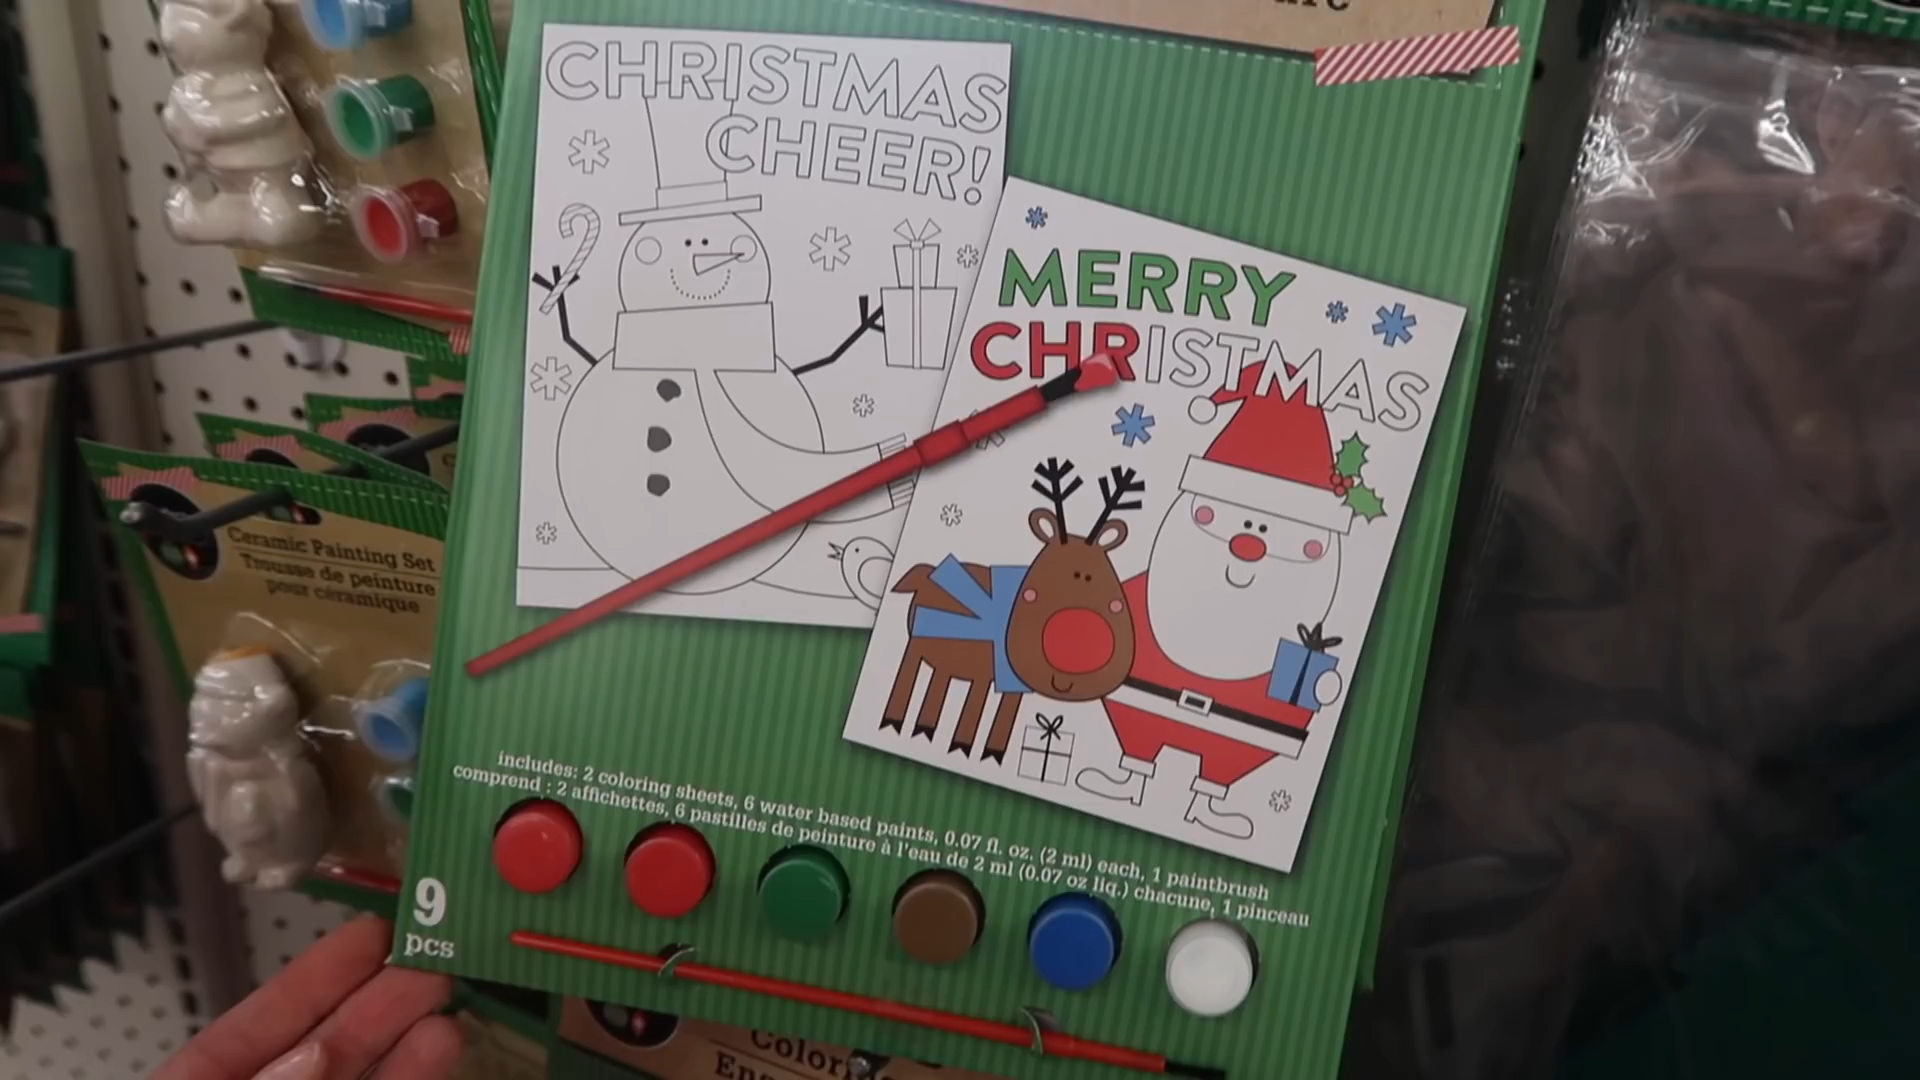 CHRISTMAS
CHEER!
MERRY
CHRISTMAS
Ceramic Painting Set
Trousse de peinture
pour céramique
includes: 2 coloring sheets, 6 water based paints, 0.07 fl. oz. (2 ml) each, 1 paintbrush
comprend : 2 affichettes, 6 pastilles de peinture à l'eau de 2 ml (0.07 oz liq.) chacune, 1 pinceau
9
pcs